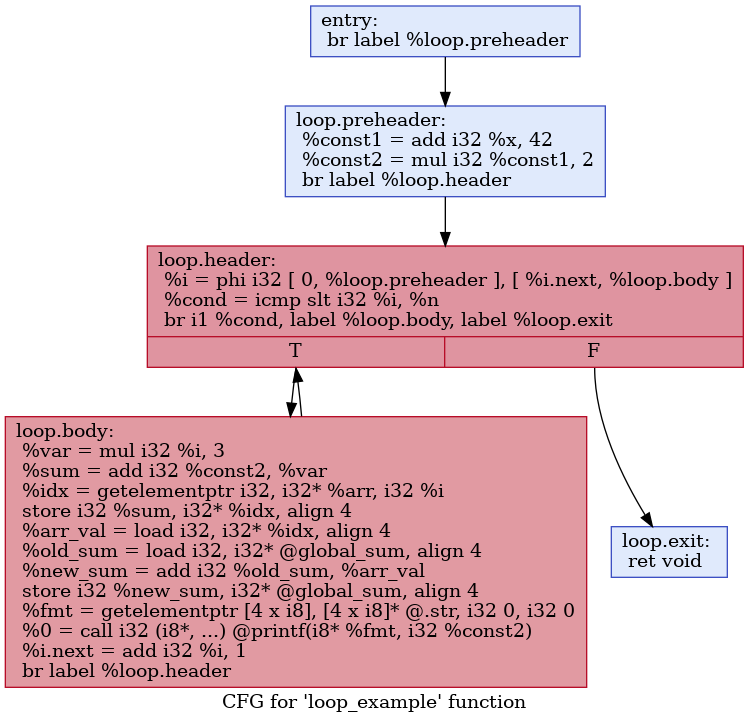 entry:
br label %loop.preheader
loop.preheader:
%const1 = add i32 %x, 42
%const2 = mul i32 %const1, 2
br label %loop.header
loop.header:
%i = phi i32 [ 0, %loop.preheader ], [ %i.next, %loop.body ]
%cond = icmp slt i32 %i, %n
br i1 %cond, label %loop.body, label %loop.exit
T
F
loop.body:
%var = mul i32 %i, 3
%sum = add i32 %const2, %var
%idx = getelementptr i32, i32* %arr, i32 %i
store i32 %sum, i32* %idx, align 4
%arr_val = load i32, i32* %idx, align 4
%old_sum = load i32, i32* @global_sum, align 4
%new_sum = add i32 %old_sum, %arr_val
store i32 %new_sum, i32* @global_sum, align 4
%fmt = getelementptr [4 x i8], [4 x i8]* @.str, i32 0, i32 0
%0 = call i32 (i8*, ...) @printf(i8* %fmt, i32 %const2)
%i.next = add i32 %i, 1
br label %loop.header
loop.exit:
ret void
CFG for 'loop_example' function